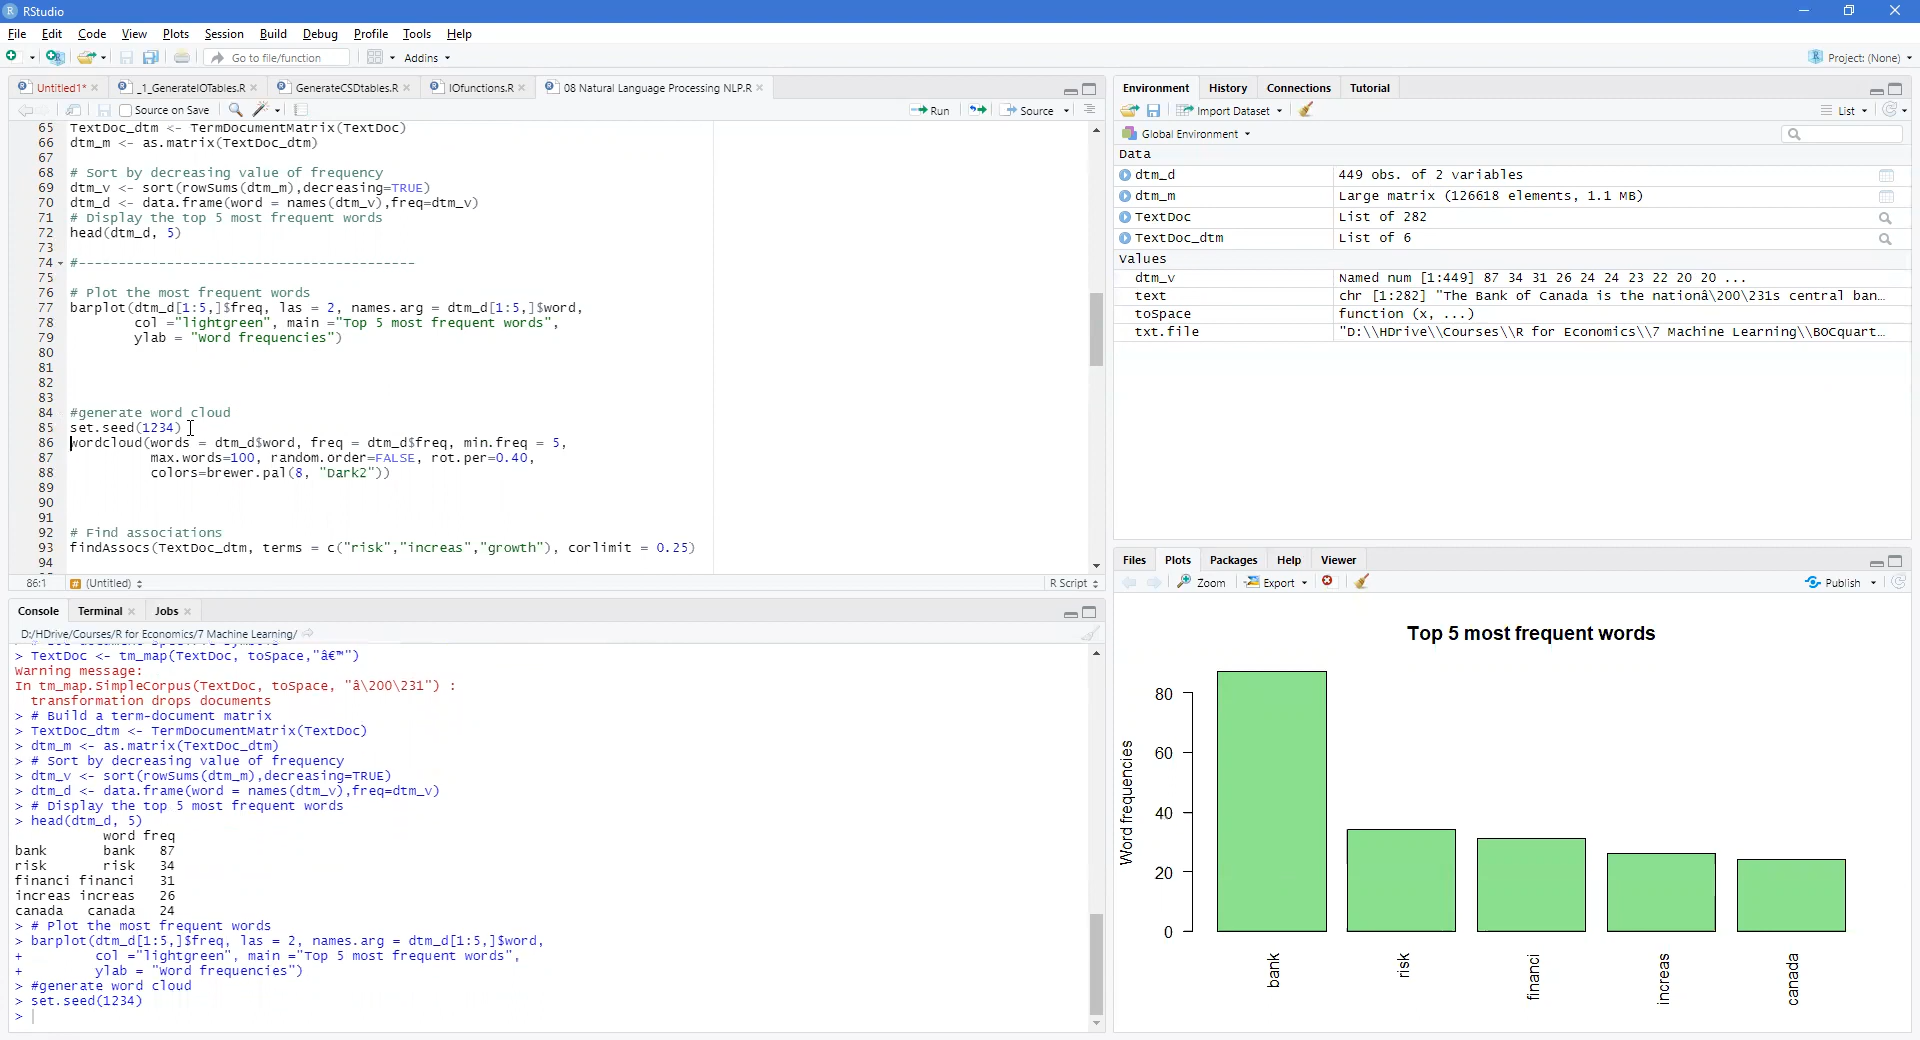 RStudio
File Edit Code View Plots Session Build Debug Profile Tools Help
Go to file/function Addins Project: (None)
Untitled1* _1_GenerateIOTables.R GenerateCSDtables.R IOfunctions.R 08 Natural Language Processing NLP.R
Source on Save Run Source
65 TextDoc_dtm <- TermDocumentMatrix(TextDoc)
66 dtm_m <- as.matrix(TextDoc_dtm)
67
68 # Sort by decreasing value of frequency
69 dtm_v <- sort(rowSums(dtm_m),decreasing=TRUE)
70 dtm_d <- data.frame(word = names(dtm_v),freq=dtm_v)
71 # Display the top 5 most frequent words
72 head(dtm_d, 5)
73
74 #------------------------------------------
75
76 # Plot the most frequent words
77 barplot(dtm_d[1:5,]$freq, las = 2, names.arg = dtm_d[1:5,]$word,
78 col ="lightgreen", main ="Top 5 most frequent words",
79 ylab = "Word frequencies")
80
81
82
83
84 #generate word cloud
85 set.seed(1234)
86 wordcloud(words = dtm_d$word, freq = dtm_d$freq, min.freq = 5,
87 max.words=100, random.order=FALSE, rot.per=0.40,
88 colors=brewer.pal(8, "Dark2"))
89
90
91
92 # Find associations
93 findAssocs(TextDoc_dtm, terms = c("risk","increas","growth"), corlimit = 0.25)
94
86:1 (Untitled) R Script
Console Terminal Jobs
D:/HDrive/Courses/R for Economics/7 Machine Learning/
> TextDoc <- tm_map(TextDoc, toSpace,"â€™")
Warning message:
In tm_map.SimpleCorpus(TextDoc, toSpace, "â\200\231") :
transformation drops documents
> # Build a term-document matrix
> TextDoc_dtm <- TermDocumentMatrix(TextDoc)
> dtm_m <- as.matrix(TextDoc_dtm)
> # Sort by decreasing value of frequency
> dtm_v <- sort(rowSums(dtm_m),decreasing=TRUE)
> dtm_d <- data.frame(word = names(dtm_v),freq=dtm_v)
> # Display the top 5 most frequent words
> head(dtm_d, 5)
word freq
bank bank 87
risk risk 34
financi financi 31
increas increas 26
canada canada 24
> # Plot the most frequent words
> barplot(dtm_d[1:5,]$freq, las = 2, names.arg = dtm_d[1:5,]$word,
+ col ="lightgreen", main ="Top 5 most frequent words",
+ ylab = "Word frequencies")
> #generate word cloud
> set.seed(1234)
>
Environment History Connections Tutorial
Import Dataset List
Global Environment
Data
dtm_d 449 obs. of 2 variables
dtm_m Large matrix (126618 elements, 1.1 MB)
TextDoc List of 282
TextDoc_dtm List of 6
Values
dtm_v Named num [1:449] 87 34 31 26 24 24 23 22 20 20 ...
text chr [1:282] "The Bank of Canada is the nationâ\200\231s central ban...
toSpace function (x, ...)
txt.file "D:\\HDrive\\Courses\\R for Economics\\7 Machine Learning\\BOCquart...
Files Plots Packages Help Viewer
Zoom Export Publish
Top 5 most frequent words
Word frequencies
80
60
40
20
0
bank risk financi increas canada